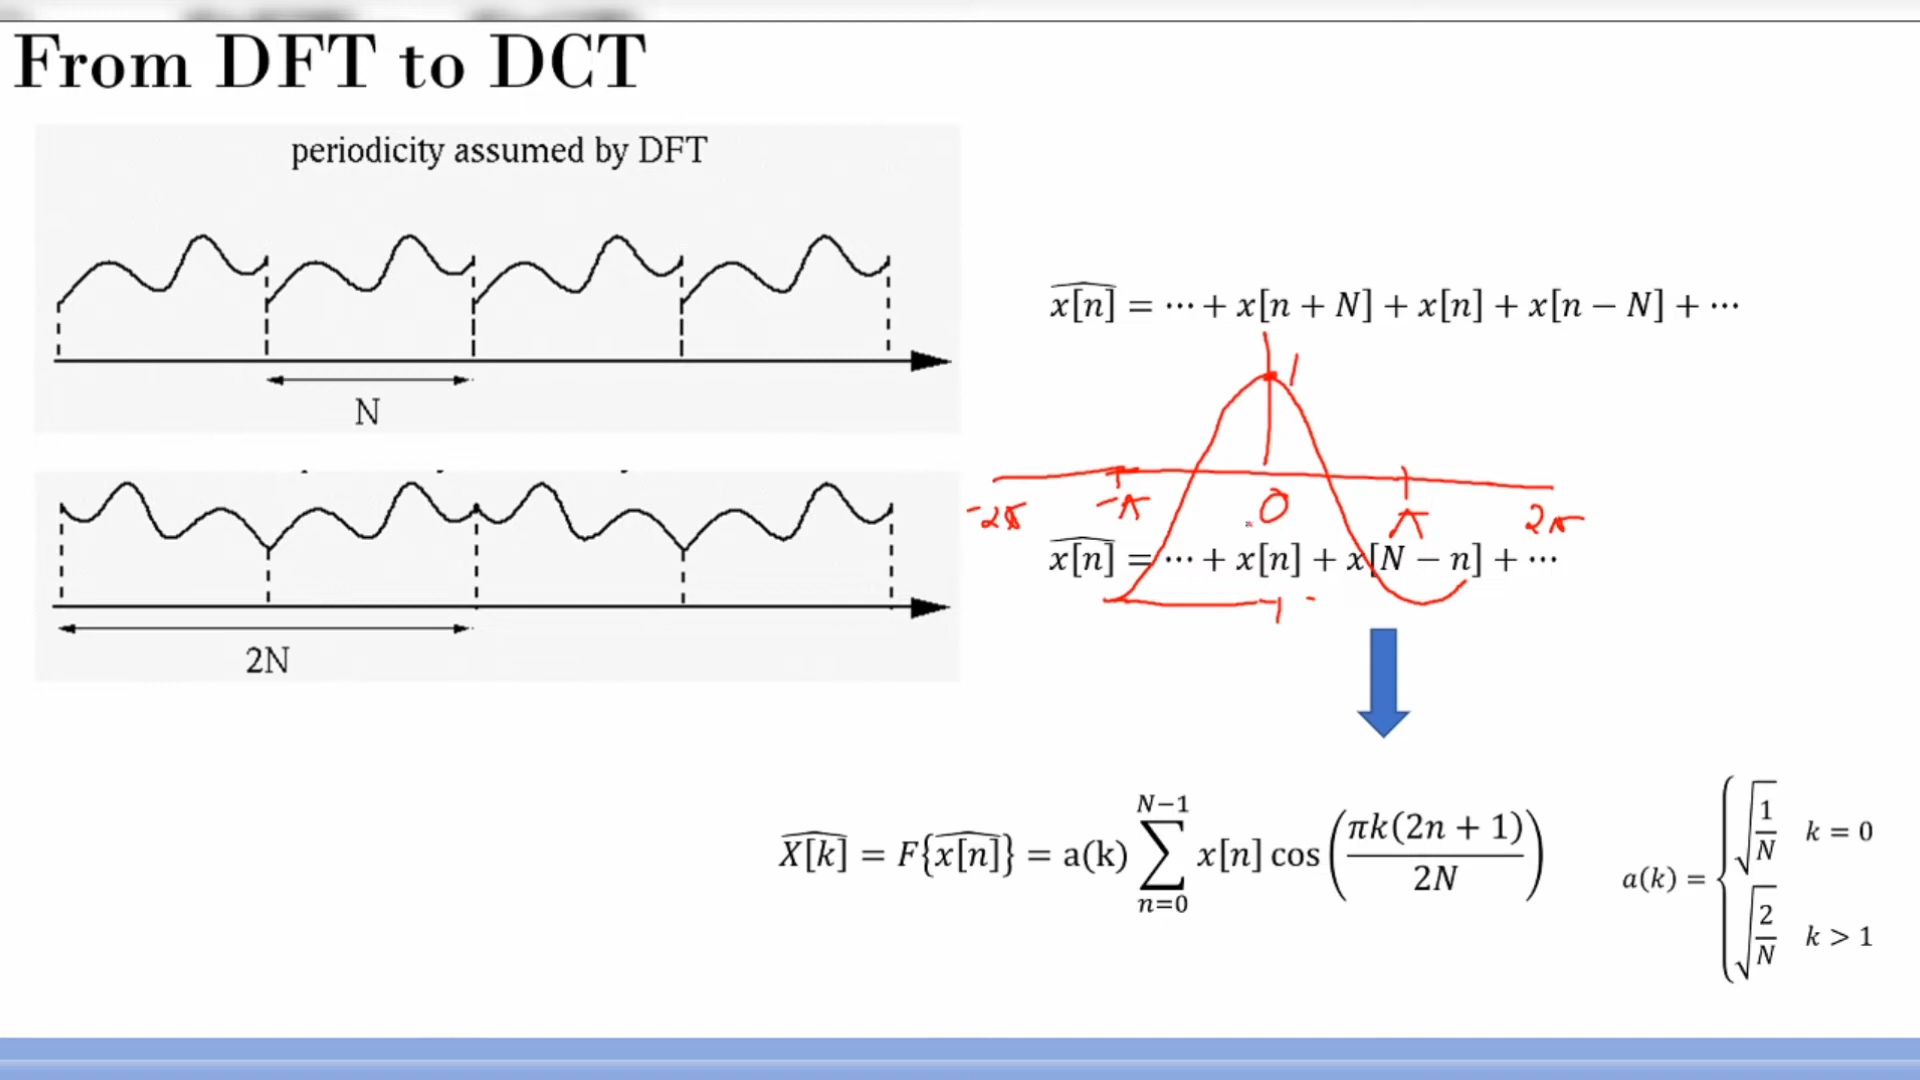 From DFT to DCT
periodicity assumed by DFT
N
2N
x[n] = ⋯ + x[n + N] + x[n] + x[n − N] + ⋯
1
-2π -π 0 π 2π
x[n] = ⋯ + x[n] + x[N − n] + ⋯
-1
X[k] = F{x[n]} = a(k) ∑_{n=0}^{N−1} x[n] cos(πk(2n + 1)/2N)
a(k) = { √(1/N) k = 0
√(2/N) k > 1